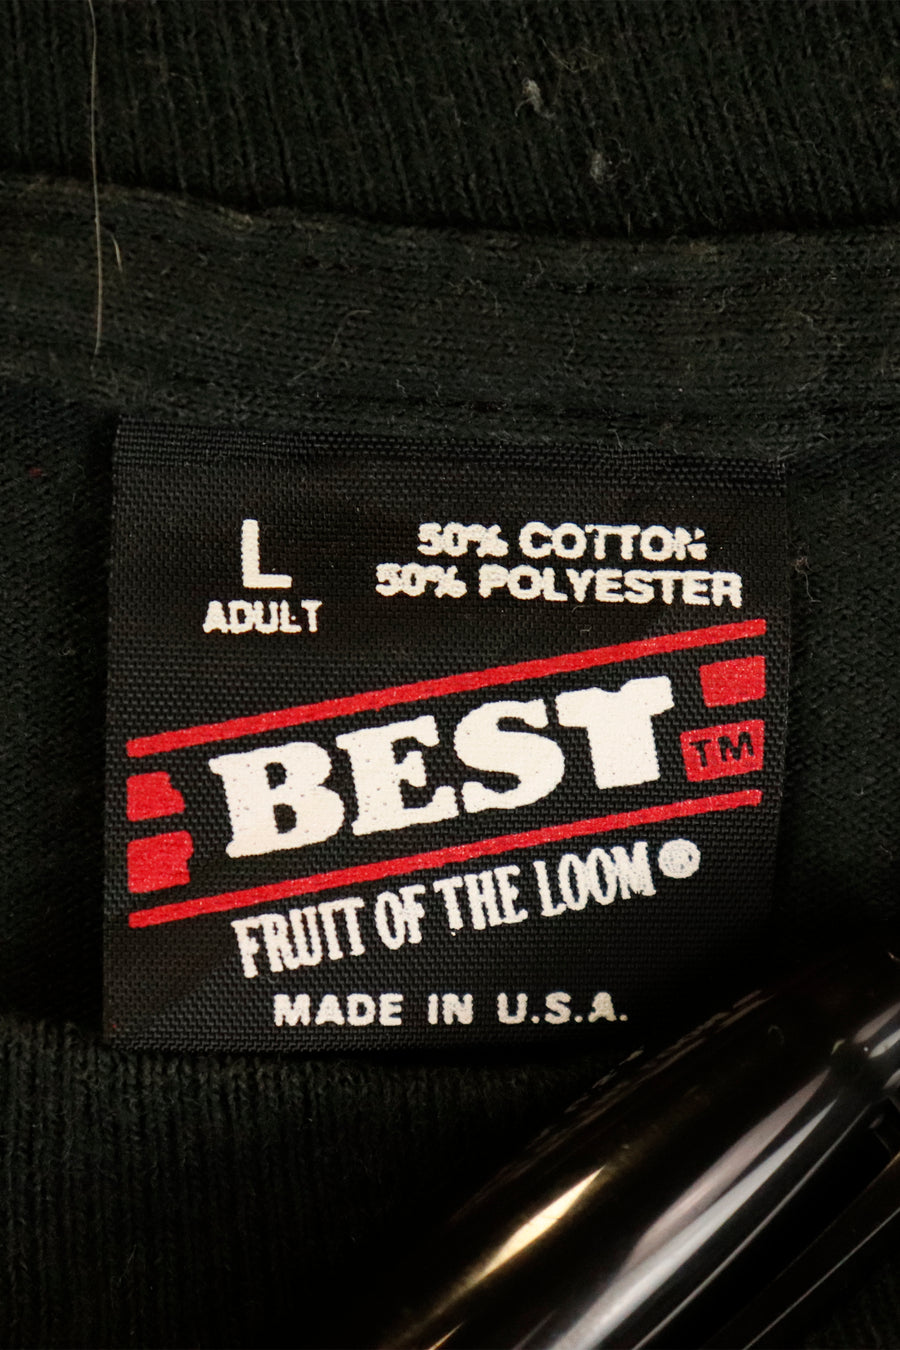 L
ADULT
50% COTTON
50% POLYESTER
BEST
TM
FRUIT OF THE LOOM®
MADE IN U.S.A.